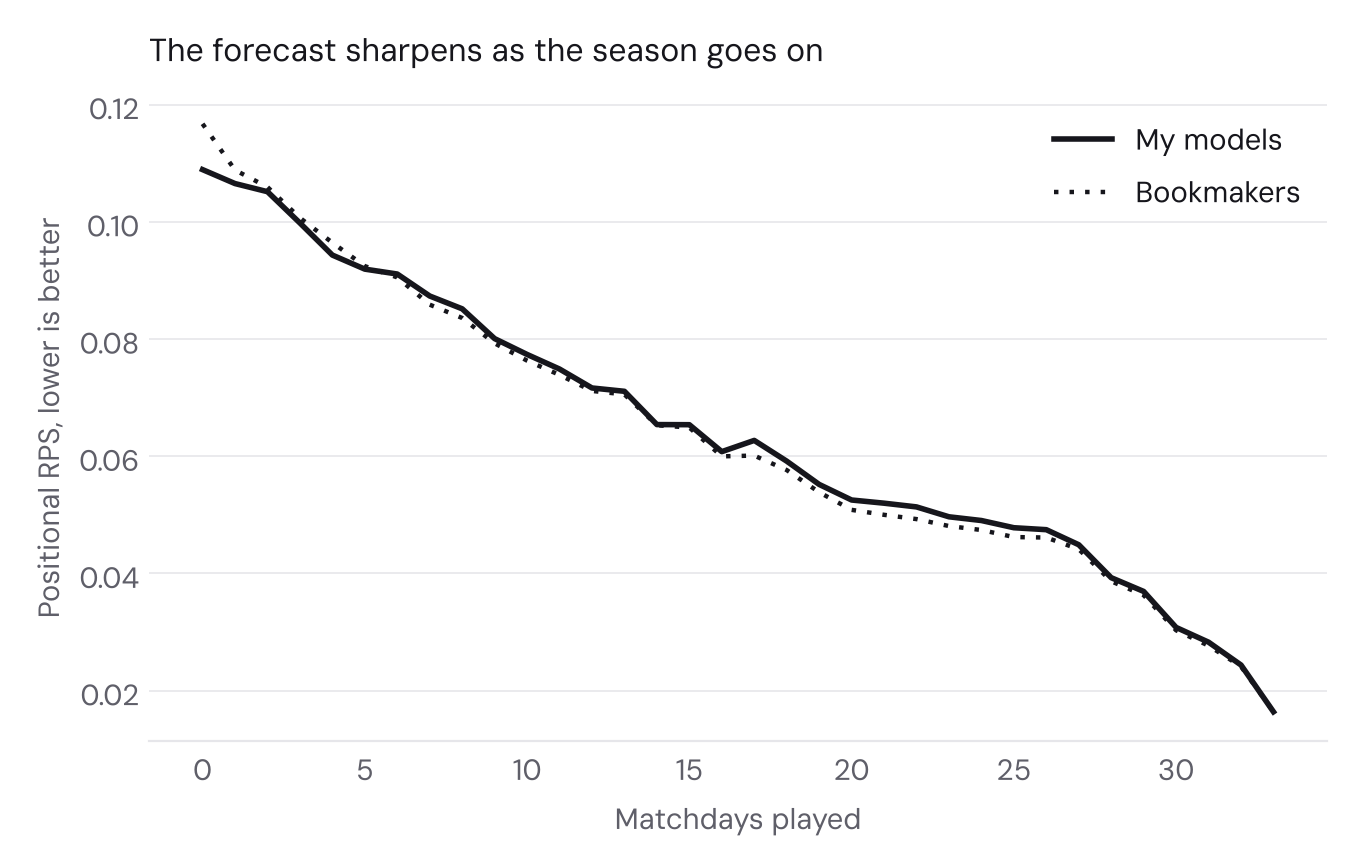 The forecast sharpens as the season goes on
My models
Bookmakers
Positional RPS, lower is better
0.12
0.10
0.08
0.06
0.04
0.02
0 5 10 15 20 25 30
Matchdays played